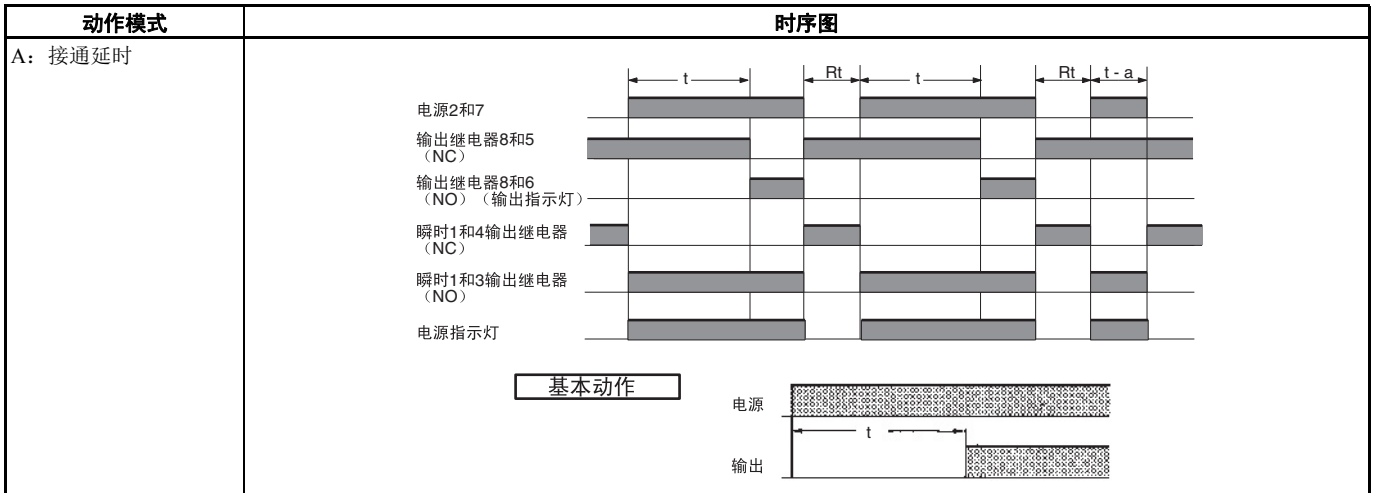 动作模式
时序图
A：接通延时
t
Rt
t
Rt
t - a
电源2和7
输出继电器8和5
（NC）
输出继电器8和6
（NO）（输出指示灯）
瞬时1和4输出继电器
（NC）
瞬时1和3输出继电器
（NO）
电源指示灯
基本动作
电源
t
输出